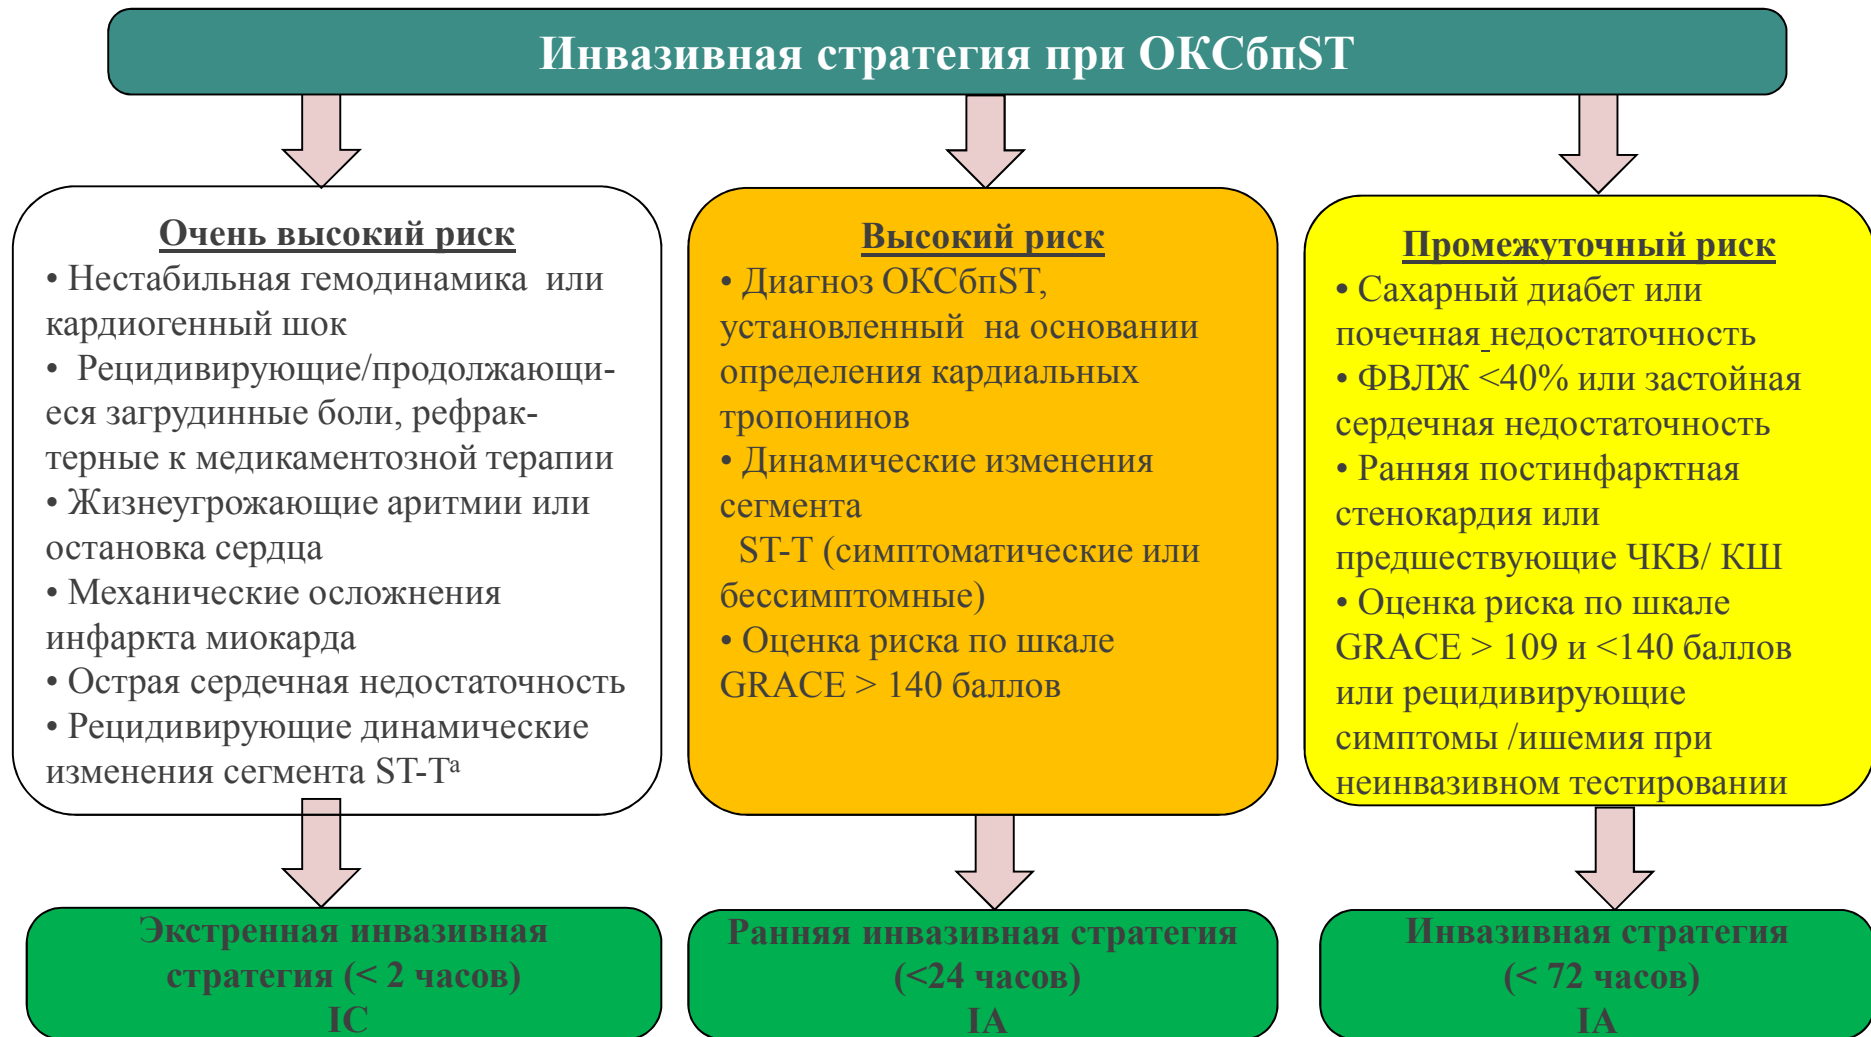 Инвазивная стратегия при ОКСбпST
Очень высокий риск
• Нестабильная гемодинамика или
кардиогенный шок
• Рецидивирующие/продолжающи-
еся загрудинные боли, рефрак-
терные к медикаментозной терапии
• Жизнеугрожающие аритмии или
остановка сердца
• Механические осложнения
инфаркта миокарда
• Острая сердечная недостаточность
• Рецидивирующие динамические
изменения сегмента ST-Tᵃ
Экстренная инвазивная
стратегия (< 2 часов)
IC
Высокий риск
• Диагноз ОКСбпST,
установленный на основании
определения кардиальных
тропонинов
• Динамические изменения
сегмента
ST-T (симптоматические или
бессимптомные)
• Оценка риска по шкале
GRACE > 140 баллов
Ранняя инвазивная стратегия
(<24 часов)
IA
Промежуточный риск
• Сахарный диабет или
почечная недостаточность
• ФВЛЖ <40% или застойная
сердечная недостаточность
• Ранняя постинфарктная
стенокардия или
предшествующие ЧКВ/ КШ
• Оценка риска по шкале
GRACE > 109 и <140 баллов
или рецидивирующие
симптомы /ишемия при
неинвазивном тестировании
Инвазивная стратегия
(< 72 часов)
IA